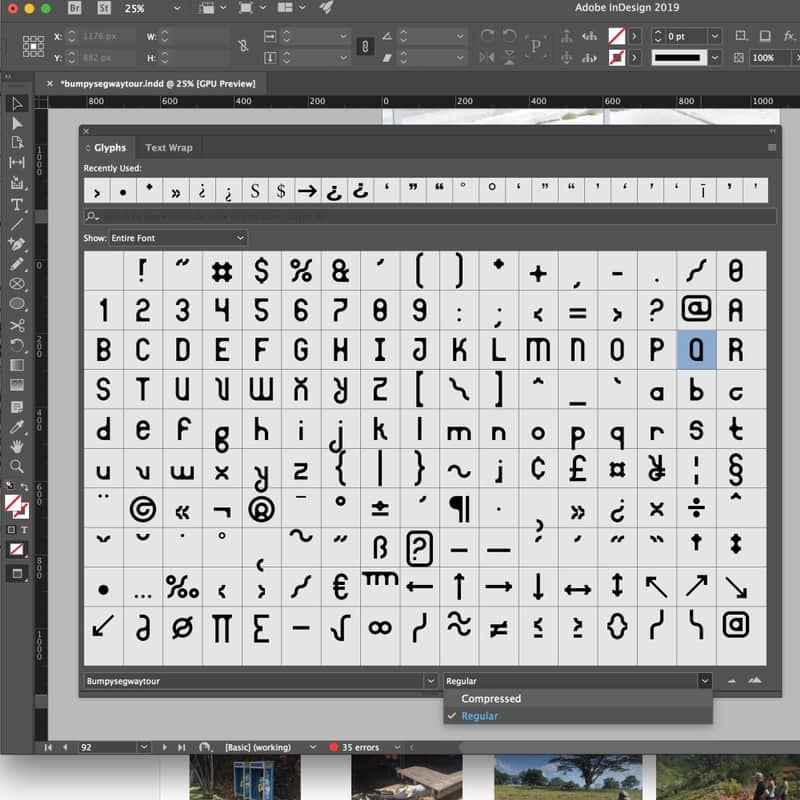 Br St 25% Adobe InDesign 2019
X: 1176 px W: 0 pt fx.
Y: 882 px H: P 100%
× *bumpysegwaytour.indd @ 25% [GPU Preview]
800 600 400 200 0 200 400 600 800 1000
Glyphs Text Wrap
Recently Used:
› • » ¿ ¿ S $ → ¿ ¿ ‘ ” “ ° º ‘ ” “ ’ ‘ ’ ‘ ī ’ ’
Show: Entire Font
! " # $ % & ' ( ) * + , - . / 0
1 2 3 4 5 6 7 8 9 : ; < = > ? @ A
B C D E F G H I J K L M N O P Q R
S T U V W X Y Z [ \ ] ^ _ ` a b c
d e f g h i j k l m n o p q r s t
u v w x y z { | } ~ ¡ ¢ £ ¤ ¥ ¦ §
¨ © « ¬ ® ¯ ° ± ´ ¶ · ¸ » ¿ × ÷ ˆ
˘ ˙ ˚ ˛ ˜ ˝ ß ? – — ‘ ’ “ ” † ‡
• … ‰ ‹ › ⁄ € ™ ← ↑ → ↓ ↔ ↕ ↖ ↗ ↘
↙ ∂ ∅ ∏ ∑ − √ ∞ ∫ ≈ ≠ ≤ ≥ ◊
Bumpysegwaytour Regular
Compressed
Regular
92 [Basic] (working) 35 errors